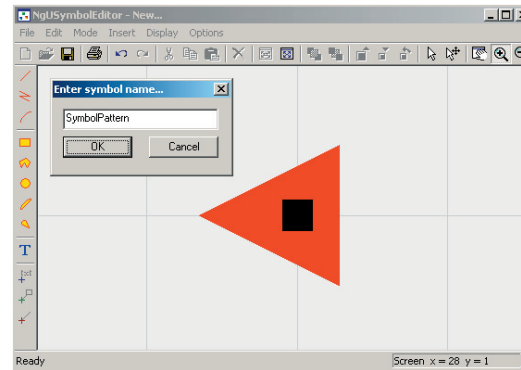 NgUSymbolEditor - New...
File Edit Mode Insert Display Options
Enter symbol name...
SymbolPattern
OK Cancel
T
Ready
Screen x = 28 y = 1